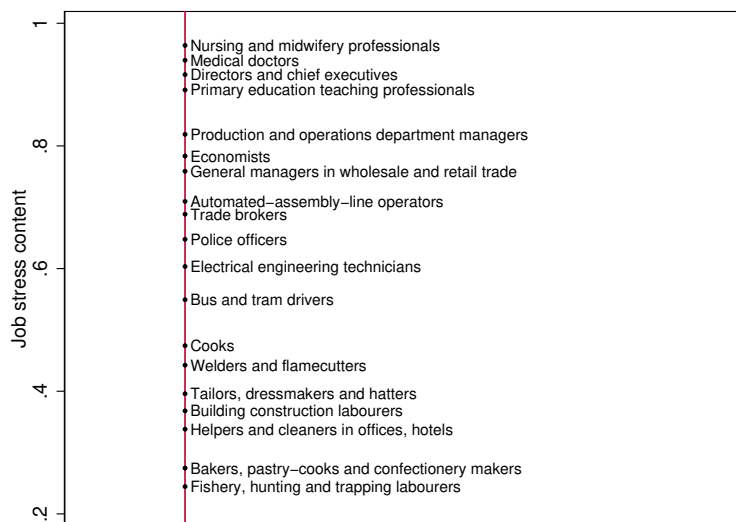 1
Nursing and midwifery professionals
Medical doctors
Directors and chief executives
Primary education teaching professionals
Production and operations department managers
.8
Economists
General managers in wholesale and retail trade
Automated−assembly−line operators
Trade brokers
Police officers
Job stress content
.6
Electrical engineering technicians
Bus and tram drivers
Cooks
Welders and flamecutters
.4
Tailors, dressmakers and hatters
Building construction labourers
Helpers and cleaners in offices, hotels
Bakers, pastry−cooks and confectionery makers
Fishery, hunting and trapping labourers
.2